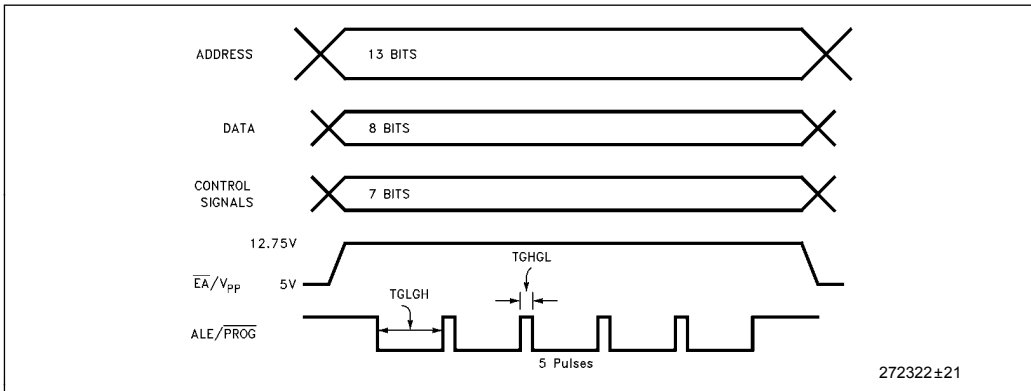 ADDRESS
13 BITS
DATA
8 BITS
CONTROL
SIGNALS
7 BITS
12.75V
TGHGL
EA/VPP 5V
TGLGH
ALE/PROG
5 Pulses
272322±21